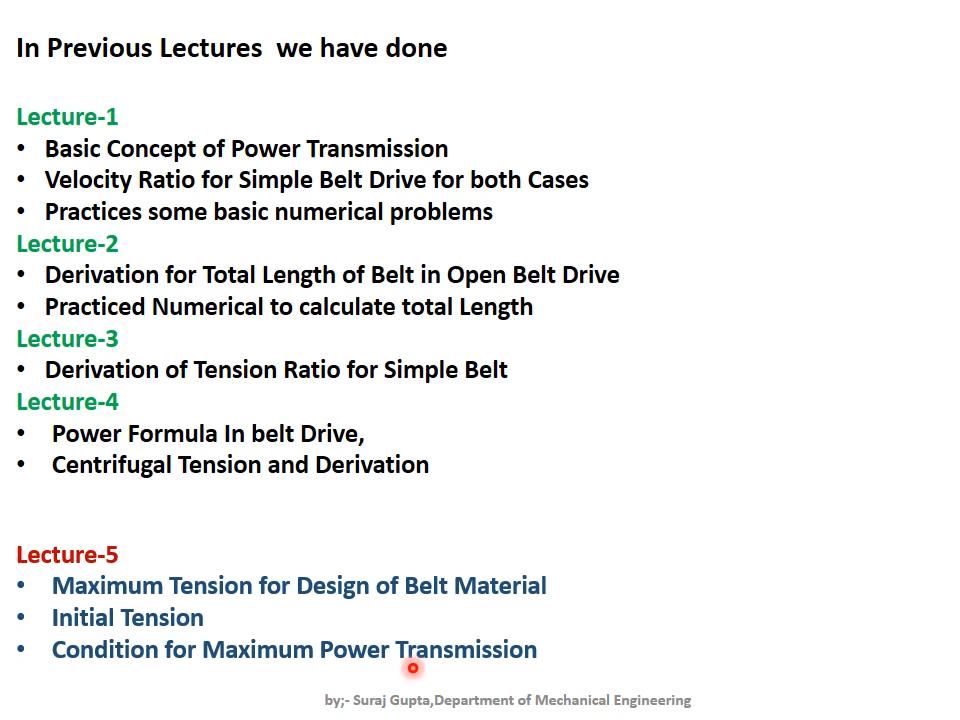 In Previous Lectures we have done
Lecture-1
• Basic Concept of Power Transmission
• Velocity Ratio for Simple Belt Drive for both Cases
• Practices some basic numerical problems
Lecture-2
• Derivation for Total Length of Belt in Open Belt Drive
• Practiced Numerical to calculate total Length
Lecture-3
• Derivation of Tension Ratio for Simple Belt
Lecture-4
• Power Formula In belt Drive,
• Centrifugal Tension and Derivation
Lecture-5
• Maximum Tension for Design of Belt Material
• Initial Tension
• Condition for Maximum Power Transmission
by;- Suraj Gupta,Department of Mechanical Engineering